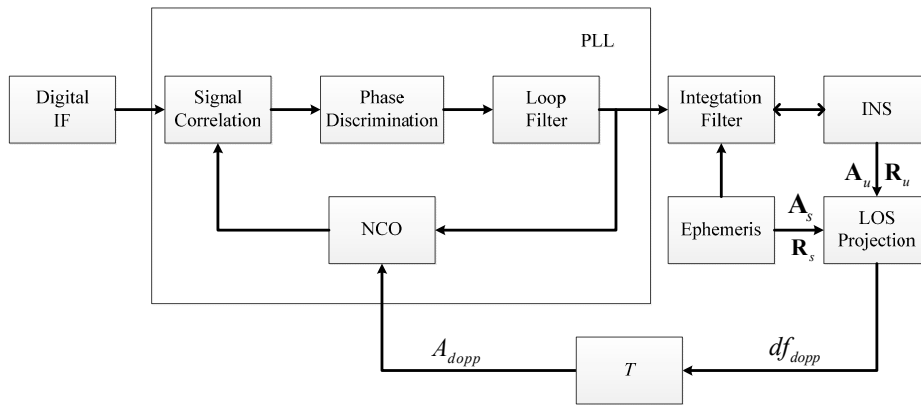 PLL
Digital
IF
Signal
Correlation
Phase
Discrimination
Loop
Filter
Integtation
Filter
INS
A_u R_u
NCO
Ephemeris
A_s
R_s
LOS
Projection
A_dopp
T
df_dopp